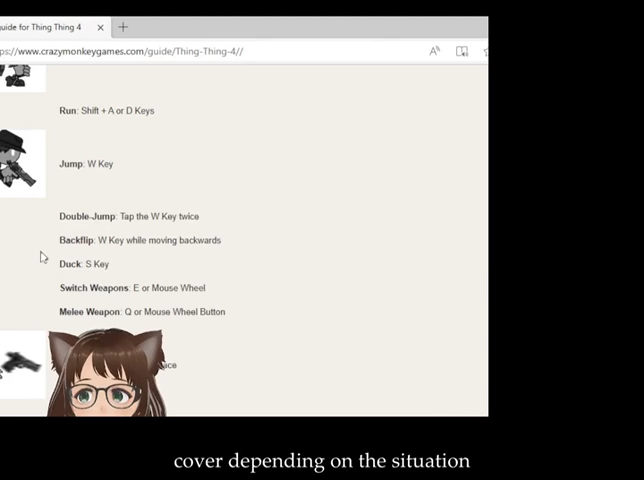 uide for Thing Thing 4
ps://www.crazymonkeygames.com/guide/Thing-Thing-4//
Run: Shift + A or D Keys
Jump: W Key
Double-Jump: Tap the W Key twice
Backflip: W Key while moving backwards
Duck: S Key
Switch Weapons: E or Mouse Wheel
Melee Weapon: Q or Mouse Wheel Button
ice
cover depending on the situation